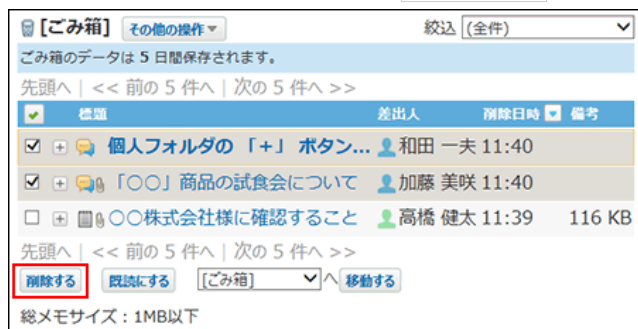 [ごみ箱] その他の操作▼ 絞込 (全件)
ごみ箱のデータは 5 日間保存されます。
先頭へ | << 前の 5 件へ | 次の 5 件へ >>
標題 差出人 削除日時 備考
個人フォルダの 「+」 ボタン... 和田 一夫 11:40
「○○」商品の試食会について 加藤 美咲 11:40
○○株式会社様に確認すること 高橋 健太 11:39 116 KB
先頭へ | << 前の 5 件へ | 次の 5 件へ >>
削除する 既読にする [ごみ箱] へ 移動する
総メモサイズ：1MB以下